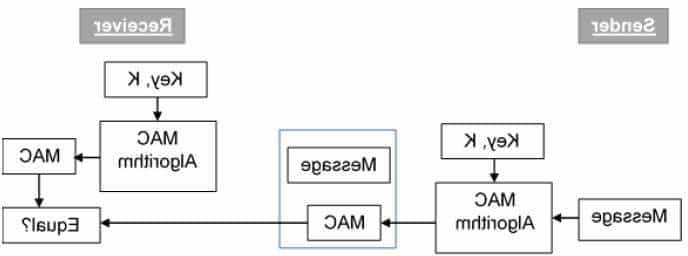 Sender
Receiver
Key, K
Key, K
MAC
Algorithm
MAC
Algorithm
Message
MAC
Message
MAC
Equal?